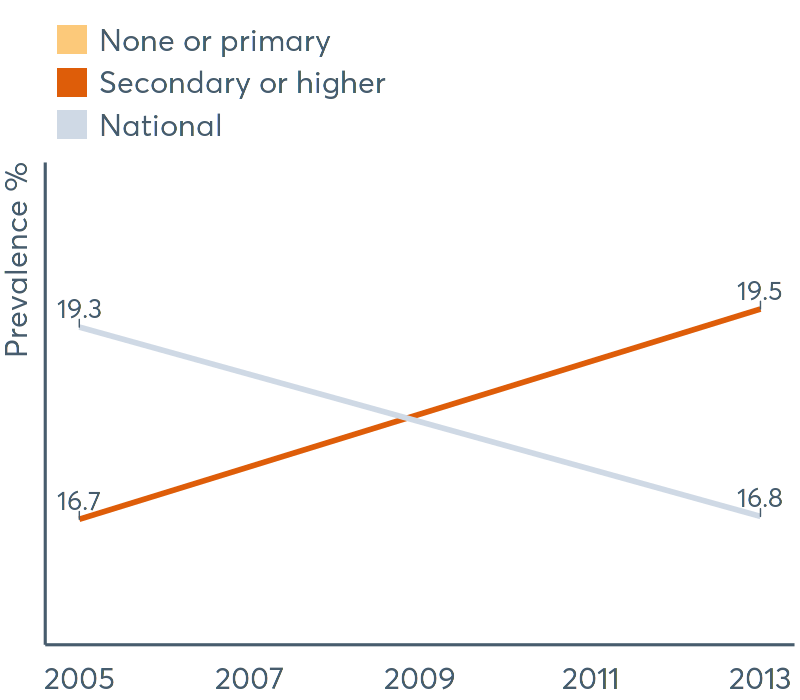 None or primary
Secondary or higher
National
Prevalence %
19.3
19.5
16.7
16.8
2005 2007 2009 2011 2013